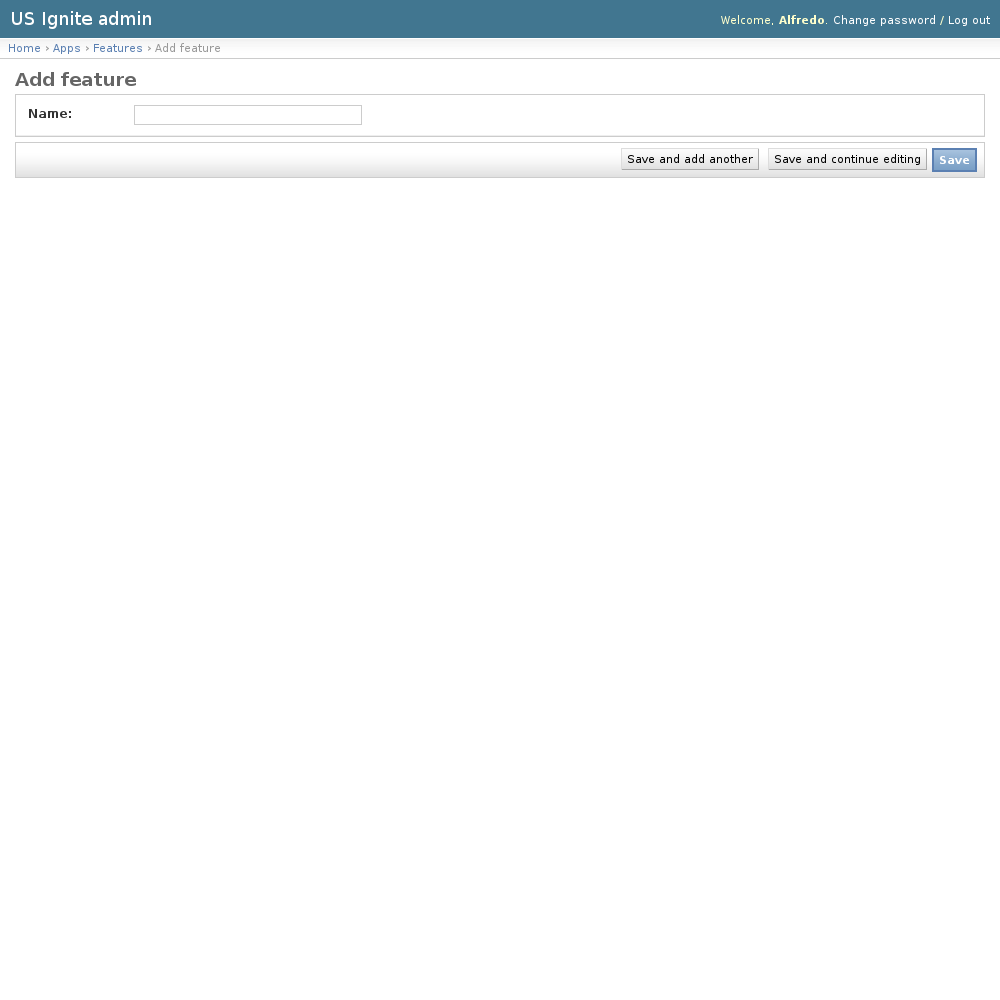 US Ignite admin
Welcome, Alfredo. Change password / Log out
Home › Apps › Features › Add feature
Add feature
Name:
Save and add another Save and continue editing Save